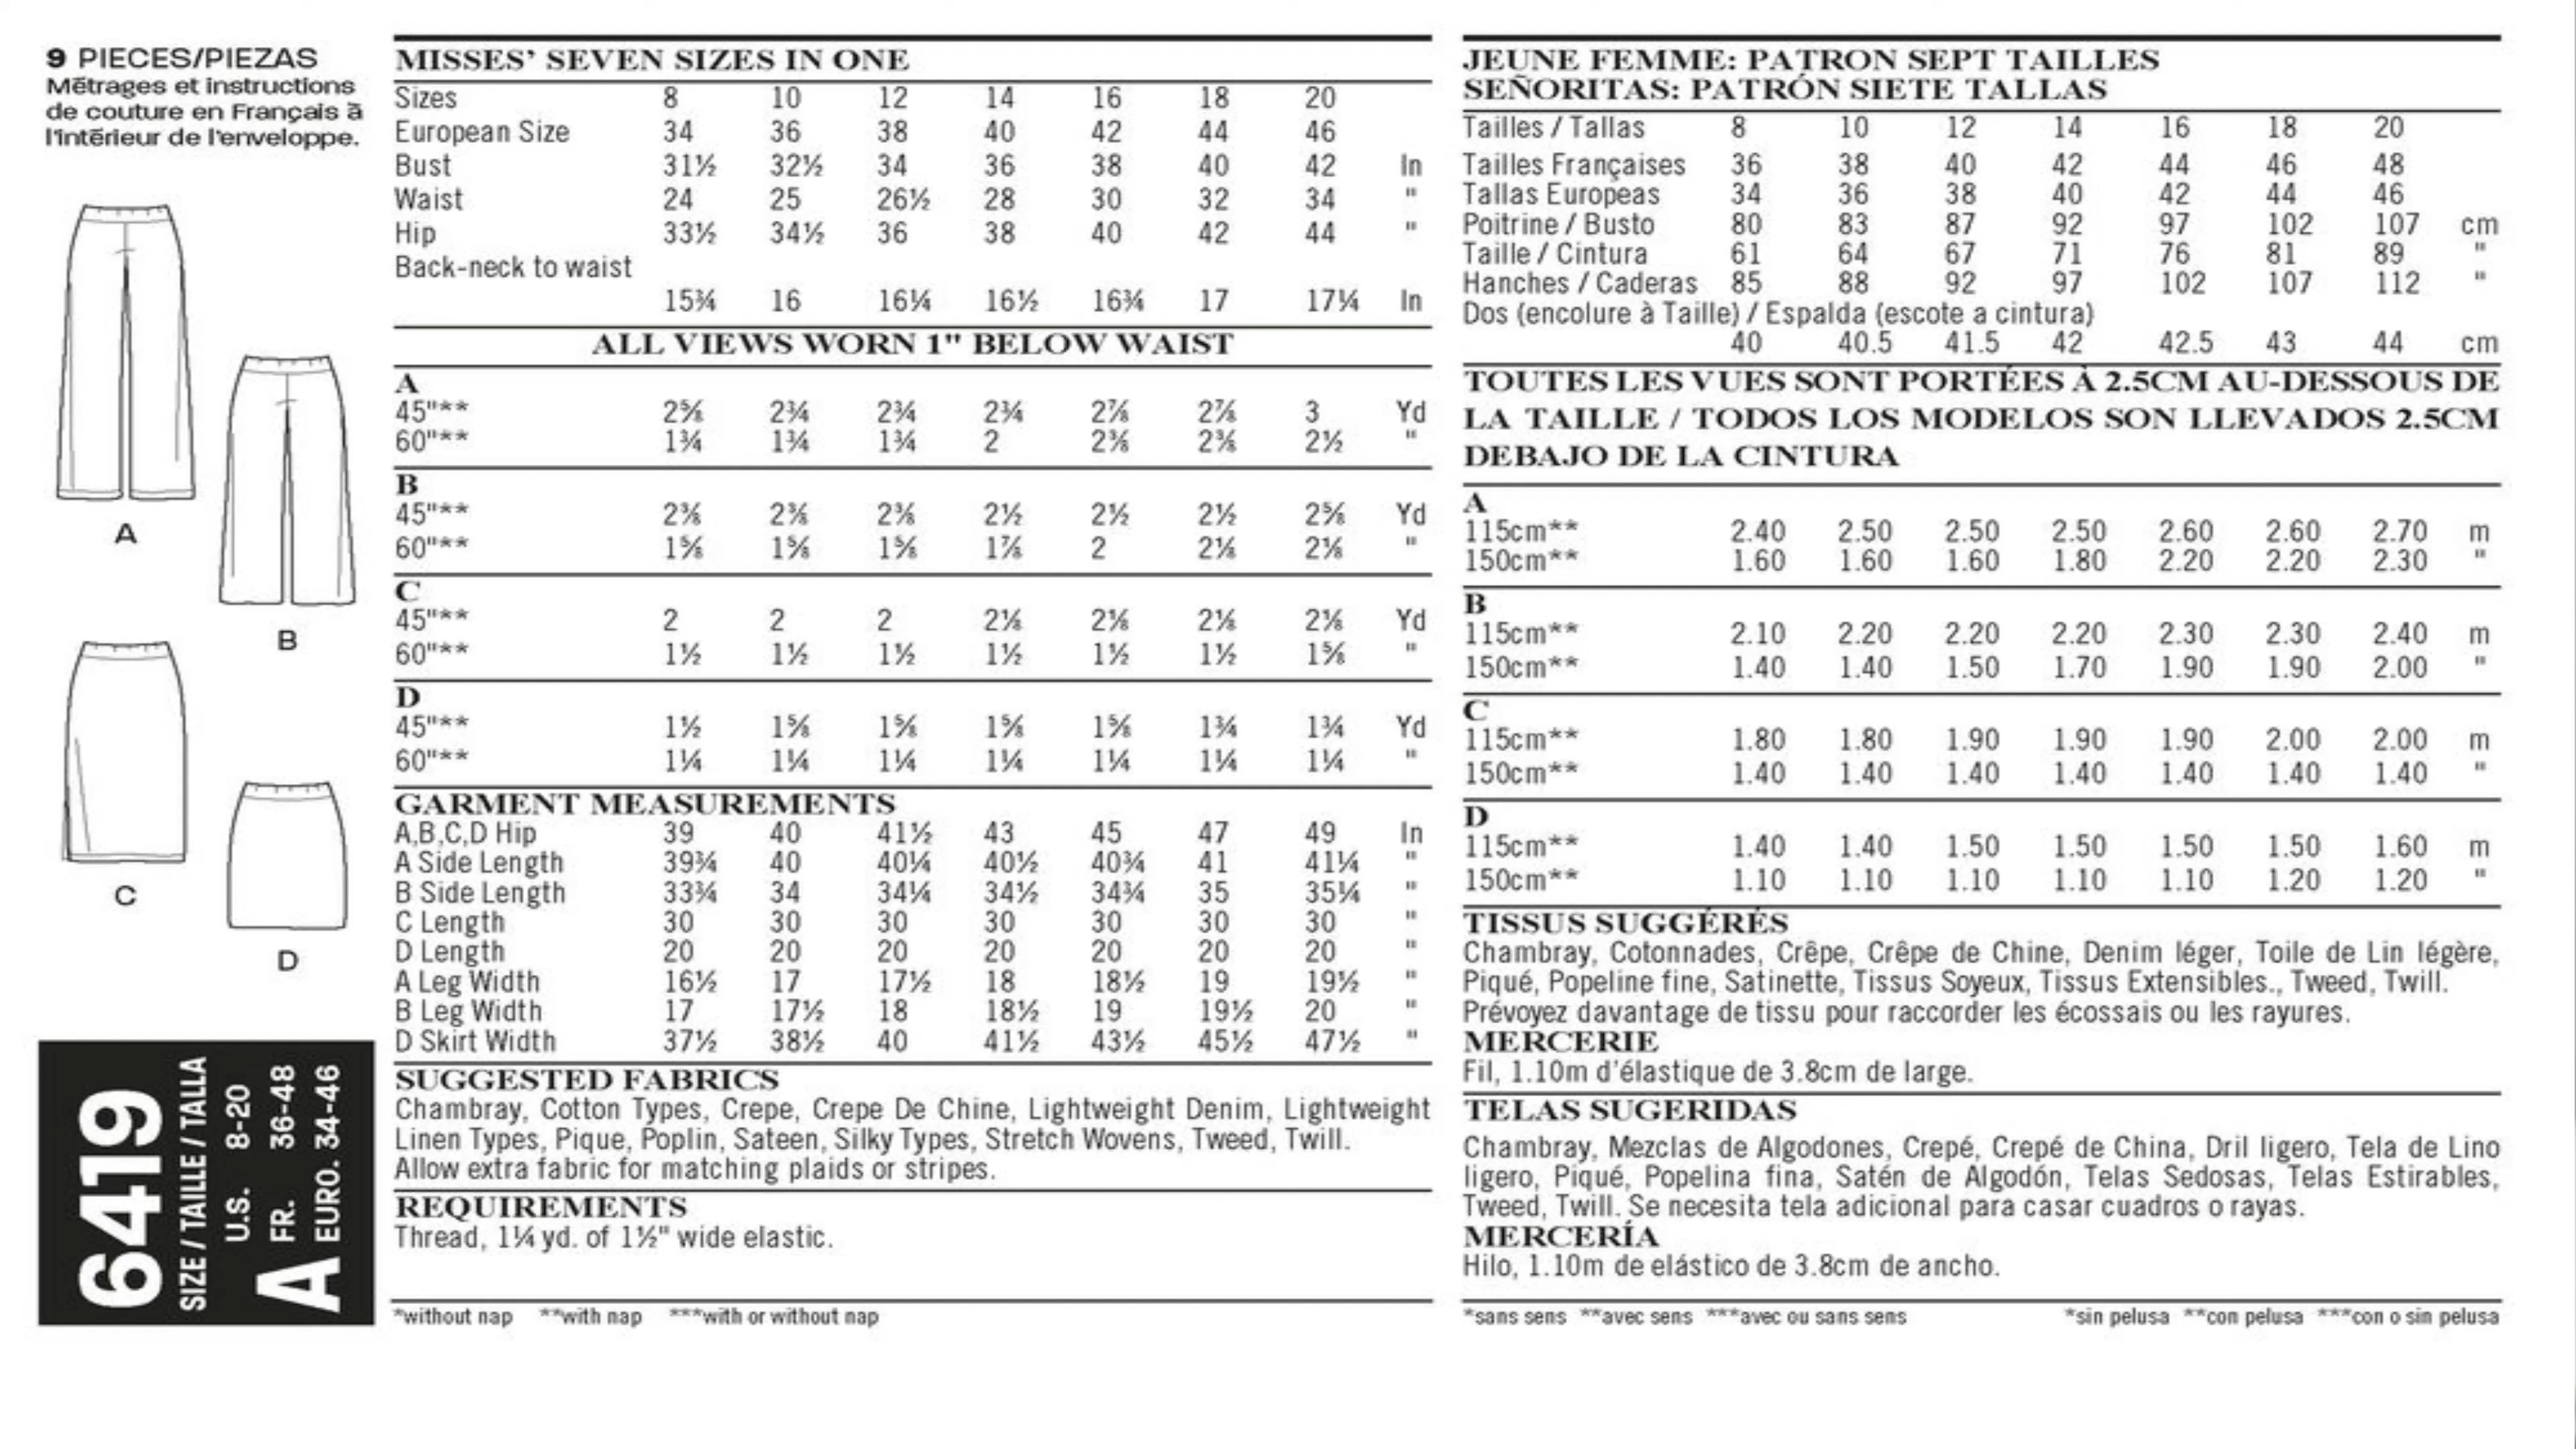 9 PIECES/PIEZAS
Mētrages et instructions
de couture en Français ā
l'intērieur de l'enveloppe.
A
B
C
D
6419
SIZE / TAILLE / TALLA
U.S. 8-20
FR. 36-48
EURO. 34-46
A
MISSES' SEVEN SIZES IN ONE
Sizes 8 10 12 14 16 18 20
European Size 34 36 38 40 42 44 46
Bust 31½ 32½ 34 36 38 40 42 In
Waist 24 25 26½ 28 30 32 34 "
Hip 33½ 34½ 36 38 40 42 44 "
Back-neck to waist
15¾ 16 16¼ 16½ 16¾ 17 17¼ In
ALL VIEWS WORN 1" BELOW WAIST
A
45"** 2⅝ 2¾ 2¾ 2¾ 2⅞ 2⅞ 3 Yd
60"** 1¾ 1¾ 1¾ 2 2⅜ 2⅜ 2½ "
B
45"** 2⅜ 2⅜ 2⅜ 2½ 2½ 2½ 2⅝ Yd
60"** 1⅝ 1⅝ 1⅝ 1⅞ 2 2⅛ 2⅛ "
C
45"** 2 2 2 2⅛ 2⅛ 2⅛ 2⅛ Yd
60"** 1½ 1½ 1½ 1½ 1½ 1½ 1⅝ "
D
45"** 1½ 1⅝ 1⅝ 1⅝ 1⅝ 1¾ 1¾ Yd
60"** 1¼ 1¼ 1¼ 1¼ 1¼ 1¼ 1¼ "
GARMENT MEASUREMENTS
A,B,C,D Hip 39 40 41½ 43 45 47 49 In
A Side Length 39¾ 40 40¼ 40½ 40¾ 41 41¼ "
B Side Length 33¾ 34 34¼ 34½ 34¾ 35 35¼ "
C Length 30 30 30 30 30 30 30 "
D Length 20 20 20 20 20 20 20 "
A Leg Width 16½ 17 17½ 18 18½ 19 19½ "
B Leg Width 17 17½ 18 18½ 19 19½ 20 "
D Skirt Width 37½ 38½ 40 41½ 43½ 45½ 47½ "
SUGGESTED FABRICS
Chambray, Cotton Types, Crepe, Crepe De Chine, Lightweight Denim, Lightweight
Linen Types, Pique, Poplin, Sateen, Silky Types, Stretch Wovens, Tweed, Twill.
Allow extra fabric for matching plaids or stripes.
REQUIREMENTS
Thread, 1¼ yd. of 1½" wide elastic.
*without nap **with nap ***with or without nap
JEUNE FEMME: PATRON SEPT TAILLES
SEÑORITAS: PATRÓN SIETE TALLAS
Tailles / Tallas 8 10 12 14 16 18 20
Tailles Françaises 36 38 40 42 44 46 48
Tallas Europeas 34 36 38 40 42 44 46
Poitrine / Busto 80 83 87 92 97 102 107 cm
Taille / Cintura 61 64 67 71 76 81 89 "
Hanches / Caderas 85 88 92 97 102 107 112 "
Dos (encolure à Taille) / Espalda (escote a cintura)
40 40.5 41.5 42 42.5 43 44 cm
TOUTES LES VUES SONT PORTÉES À 2.5CM AU-DESSOUS DE
LA TAILLE / TODOS LOS MODELOS SON LLEVADOS 2.5CM
DEBAJO DE LA CINTURA
A
115cm** 2.40 2.50 2.50 2.50 2.60 2.60 2.70 m
150cm** 1.60 1.60 1.60 1.80 2.20 2.20 2.30 "
B
115cm** 2.10 2.20 2.20 2.20 2.30 2.30 2.40 m
150cm** 1.40 1.40 1.50 1.70 1.90 1.90 2.00 "
C
115cm** 1.80 1.80 1.90 1.90 1.90 2.00 2.00 m
150cm** 1.40 1.40 1.40 1.40 1.40 1.40 1.40 "
D
115cm** 1.40 1.40 1.50 1.50 1.50 1.50 1.60 m
150cm** 1.10 1.10 1.10 1.10 1.10 1.20 1.20 "
TISSUS SUGGÉRÉS
Chambray, Cotonnades, Crêpe, Crêpe de Chine, Denim léger, Toile de Lin légère,
Piqué, Popeline fine, Satinette, Tissus Soyeux, Tissus Extensibles., Tweed, Twill.
Prévoyez davantage de tissu pour raccorder les écossais ou les rayures.
MERCERIE
Fil, 1.10m d'élastique de 3.8cm de large.
TELAS SUGERIDAS
Chambray, Mezclas de Algodones, Crepé, Crepé de China, Dril ligero, Tela de Lino
ligero, Piqué, Popelina fina, Satén de Algodón, Telas Sedosas, Telas Estirables,
Tweed, Twill. Se necesita tela adicional para casar cuadros o rayas.
MERCERÍA
Hilo, 1.10m de elástico de 3.8cm de ancho.
*sans sens **avec sens ***avec ou sans sens *sin pelusa **con pelusa ***con o sin pelusa